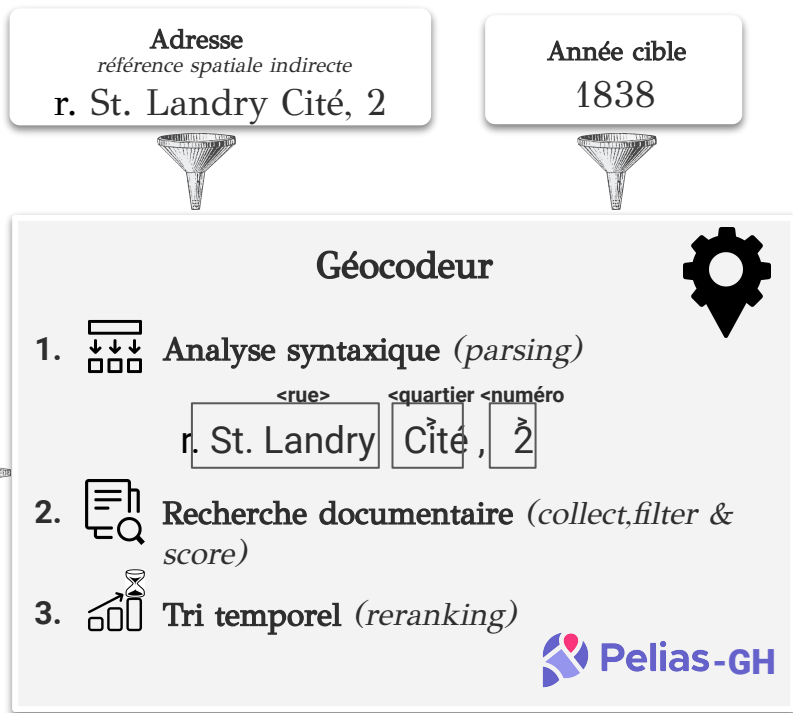 Adresse
référence spatiale indirecte
r. St. Landry Cité, 2
Année cible
1838
Géocodeur
1. Analyse syntaxique (parsing)
<rue> <quartier> <numéro>
r. St. Landry Cité , 2
2. Recherche documentaire (collect,filter &
score)
3. Tri temporel (reranking)
Pelias-GH